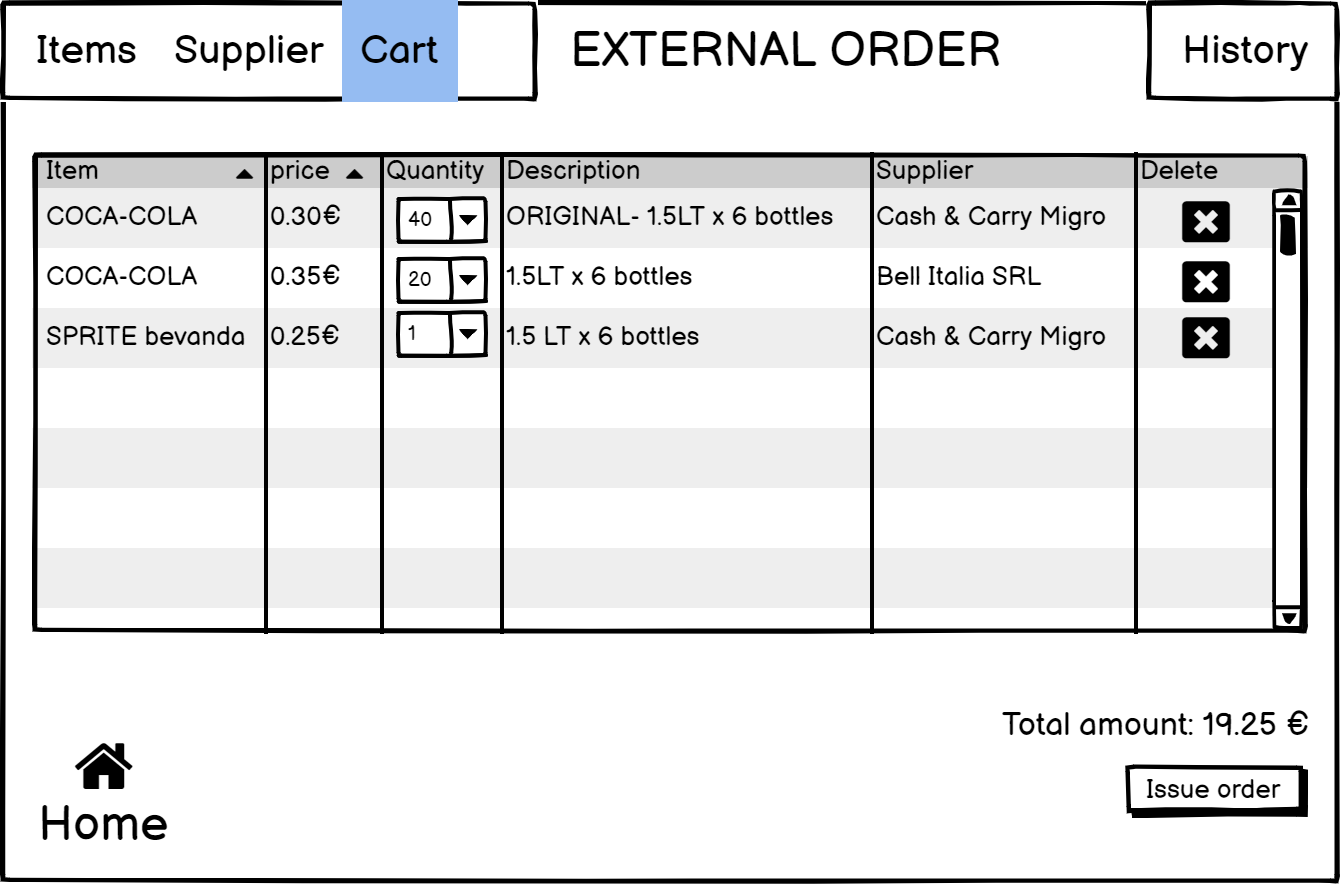 Items Supplier Cart EXTERNAL ORDER History
Item price Quantity Description Supplier Delete
COCA-COLA 0.30€ 40 ORIGINAL- 1.5LT x 6 bottles Cash & Carry Migro
COCA-COLA 0.35€ 20 1.5LT x 6 bottles Bell Italia SRL
SPRITE bevanda 0.25€ 1 1.5 LT x 6 bottles Cash & Carry Migro
Total amount: 19.25 €
Issue order
Home